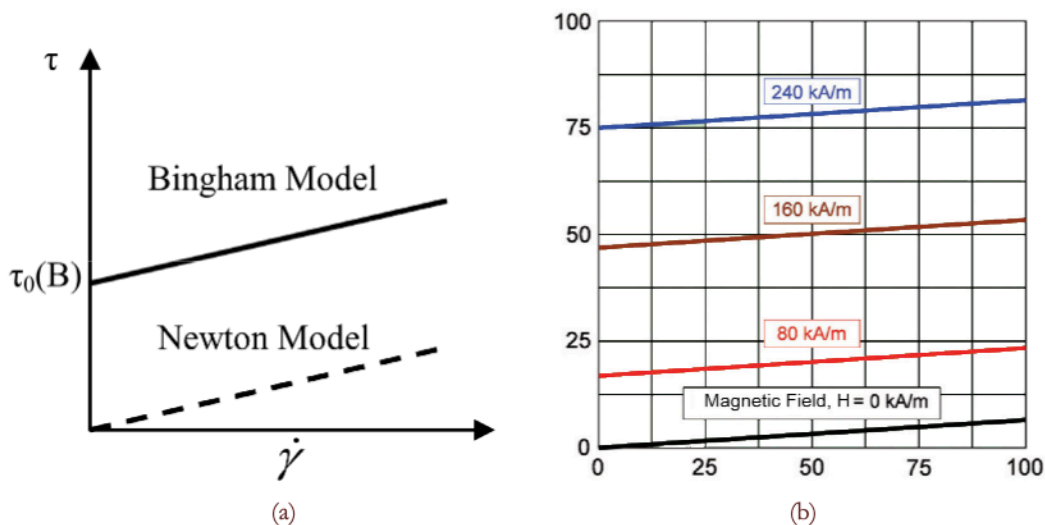 τ
Bingham Model
τ₀(B)
Newton Model
γ̇
(a)
100
75
50
25
0
240 kA/m
160 kA/m
80 kA/m
Magnetic Field, H = 0 kA/m
0 25 50 75 100
(b)